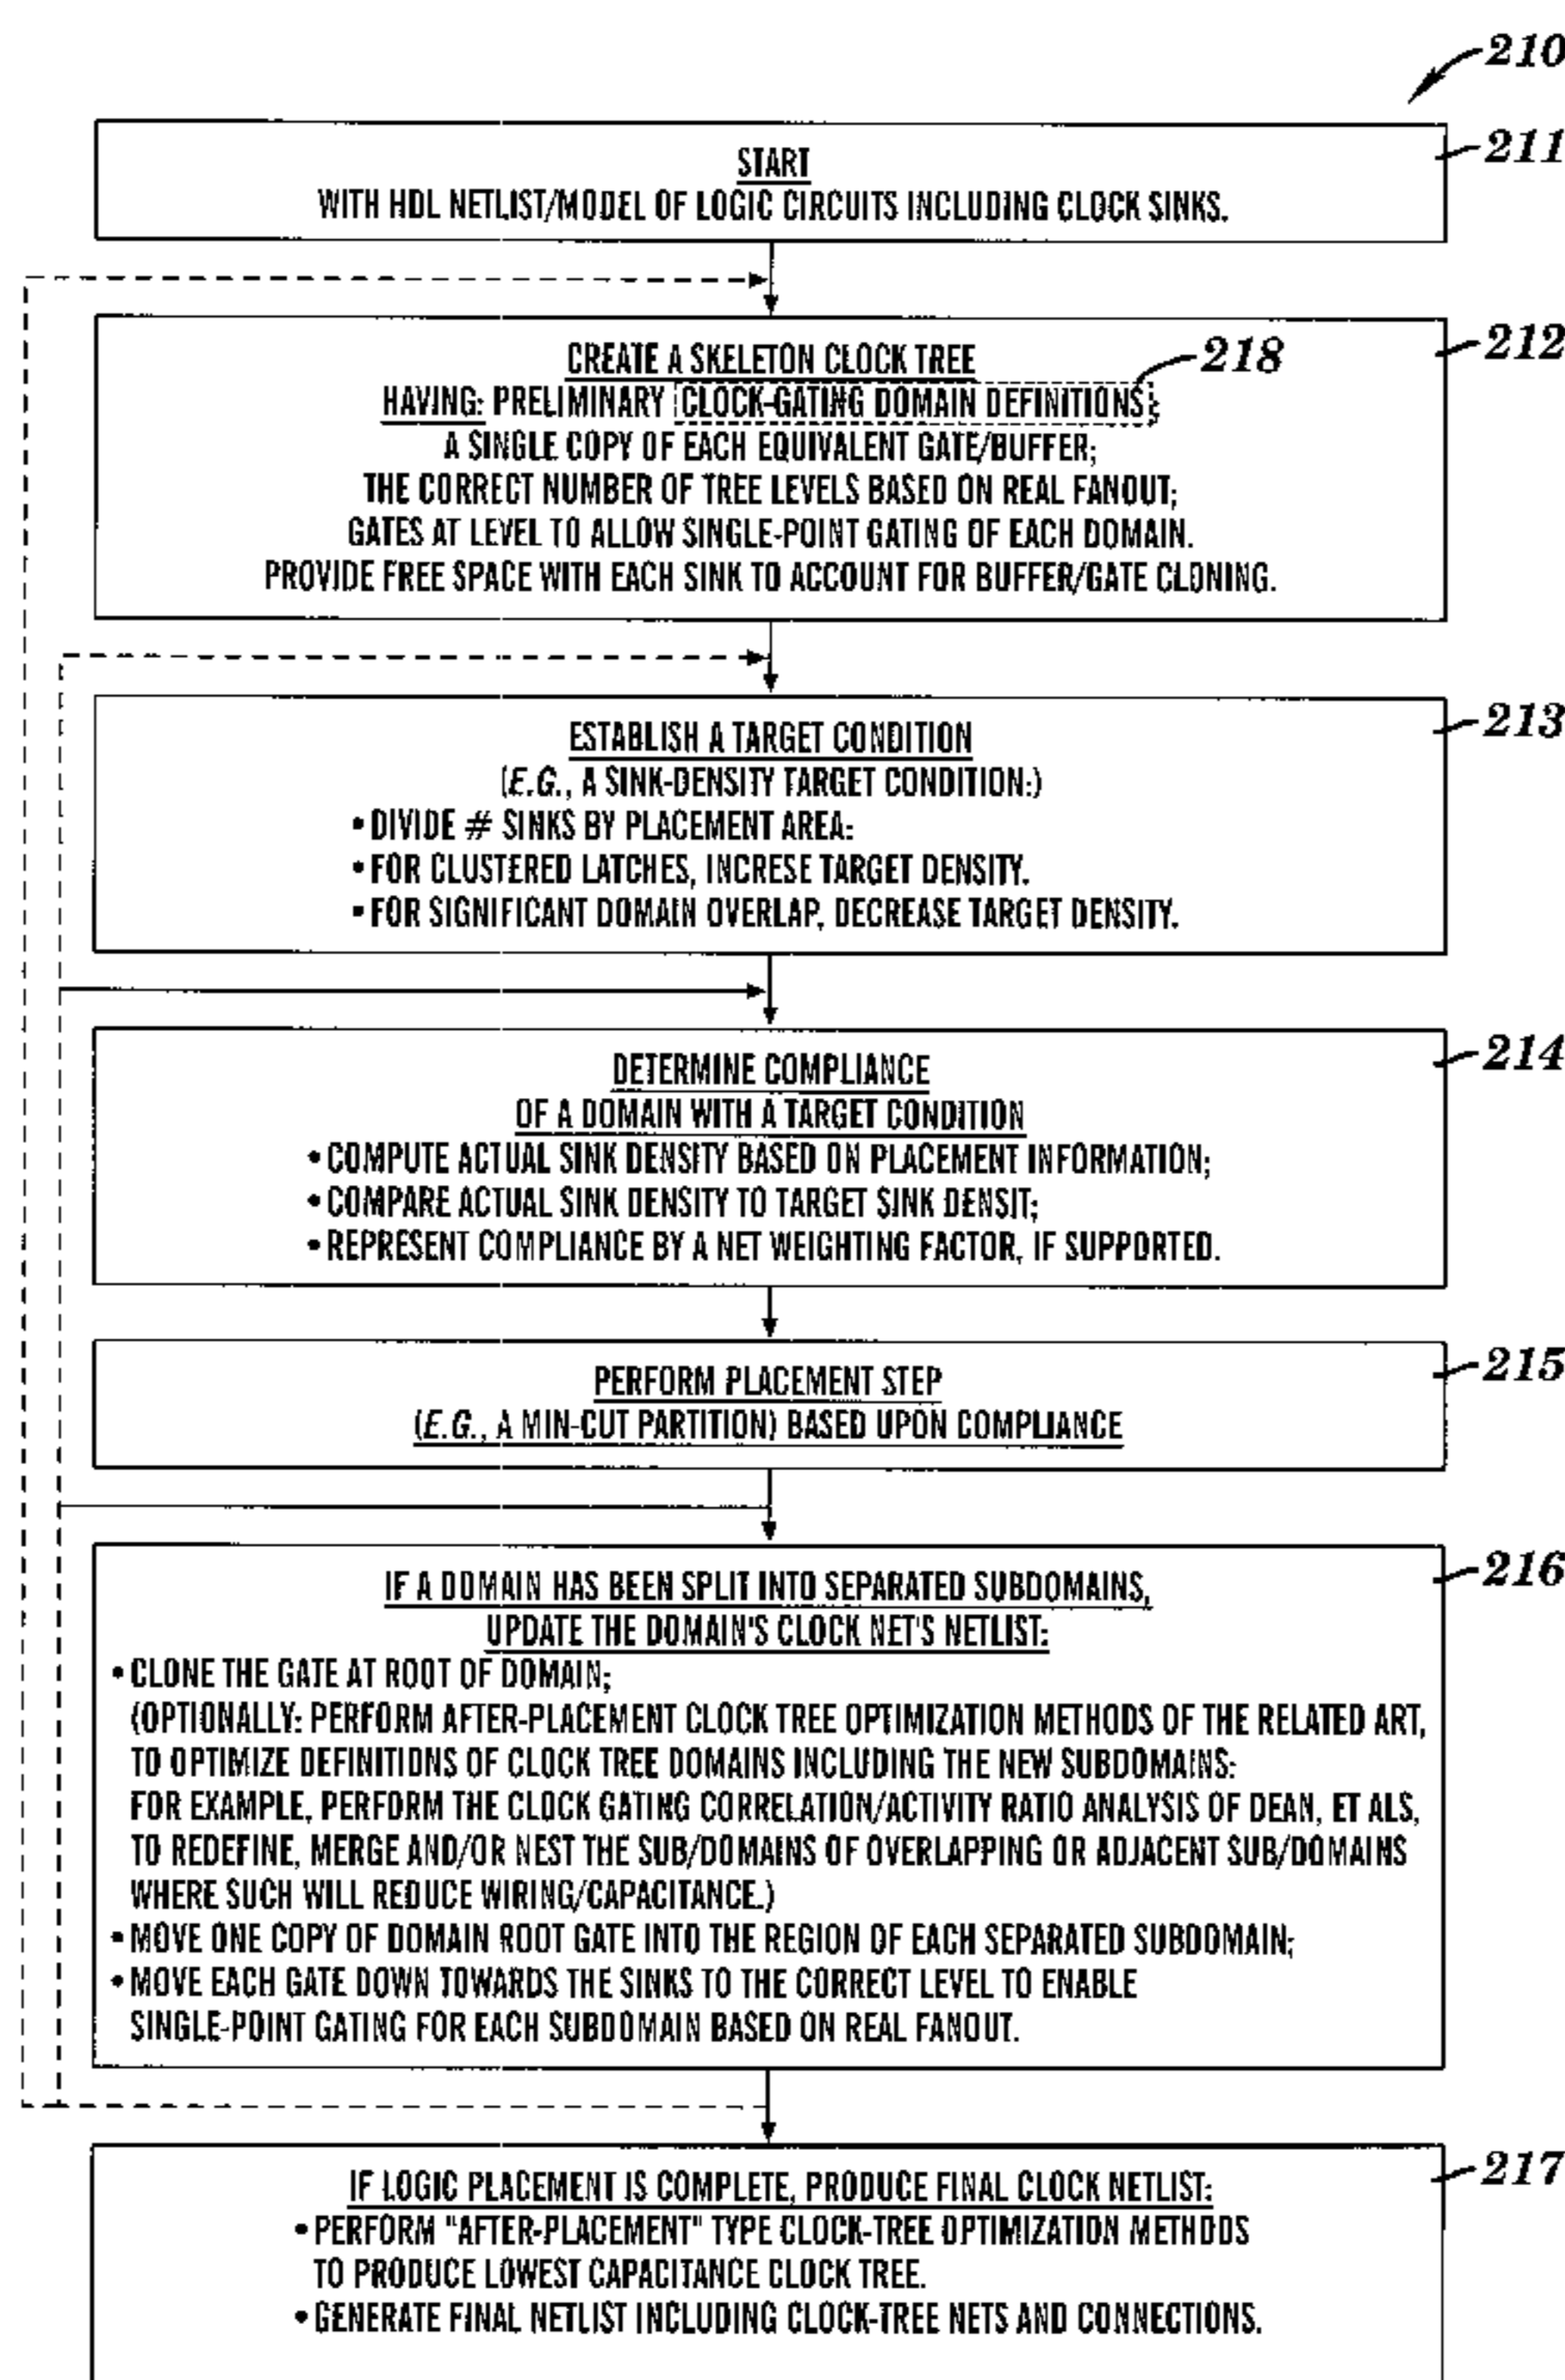 210
START
211
WITH HDL NETLIST/MODEL OF LOGIC CIRCUITS INCLUDING CLOCK SINKS.
CREATE A SKELETON CLOCK TREE
218
212
HAVING: PRELIMINARY CLOCK-GATING DOMAIN DEFINITIONS;
A SINGLE COPY OF EACH EQUIVALENT GATE/BUFFER;
THE CORRECT NUMBER OF TREE LEVELS BASED ON REAL FANOUT;
GATES AT LEVEL TO ALLOW SINGLE-POINT GATING OF EACH DOMAIN.
PROVIDE FREE SPACE WITH EACH SINK TO ACCOUNT FOR BUFFER/GATE CLONING.
ESTABLISH A TARGET CONDITION
213
(E.G., A SINK-DENSITY TARGET CONDITION:)
• DIVIDE # SINKS BY PLACEMENT AREA:
• FOR CLUSTERED LATCHES, INCRESE TARGET DENSITY.
• FOR SIGNIFICANT DOMAIN OVERLAP, DECREASE TARGET DENSITY.
DETERMINE COMPLIANCE
214
OF A DOMAIN WITH A TARGET CONDITION
• COMPUTE ACTUAL SINK DENSITY BASED ON PLACEMENT INFORMATION;
• COMPARE ACTUAL SINK DENSITY TO TARGET SINK DENSIT;
• REPRESENT COMPLIANCE BY A NET WEIGHTING FACTOR, IF SUPPORTED.
PERFORM PLACEMENT STEP
215
(E.G., A MIN-CUT PARTITION) BASED UPON COMPLIANCE
IF A DOMAIN HAS BEEN SPLIT INTO SEPARATED SUBDOMAINS,
216
UPDATE THE DOMAIN'S CLOCK NET'S NETLIST:
• CLONE THE GATE AT ROOT OF DOMAIN;
(OPTIONALLY: PERFORM AFTER-PLACEMENT CLOCK TREE OPTIMIZATION METHODS OF THE RELATED ART,
TO OPTIMIZE DEFINITIONS OF CLOCK TREE DOMAINS INCLUDING THE NEW SUBDOMAINS:
FOR EXAMPLE, PERFORM THE CLOCK GATING CORRELATION/ACTIVITY RATIO ANALYSIS OF DEAN, ET ALS,
TO REDEFINE, MERGE AND/OR NEST THE SUB/DOMAINS OF OVERLAPPING OR ADJACENT SUB/DOMAINS
WHERE SUCH WILL REDUCE WIRING/CAPACITANCE.)
• MOVE ONE COPY OF DOMAIN ROOT GATE INTO THE REGION OF EACH SEPARATED SUBDOMAIN;
• MOVE EACH GATE DOWN TOWARDS THE SINKS TO THE CORRECT LEVEL TO ENABLE
SINGLE-POINT GATING FOR EACH SUBDOMAIN BASED ON REAL FANOUT.
IF LOGIC PLACEMENT IS COMPLETE, PRODUCE FINAL CLOCK NETLIST:
217
• PERFORM "AFTER-PLACEMENT" TYPE CLOCK-TREE OPTIMIZATION METHODS
TO PRODUCE LOWEST CAPACITANCE CLOCK TREE.
• GENERATE FINAL NETLIST INCLUDING CLOCK-TREE NETS AND CONNECTIONS.